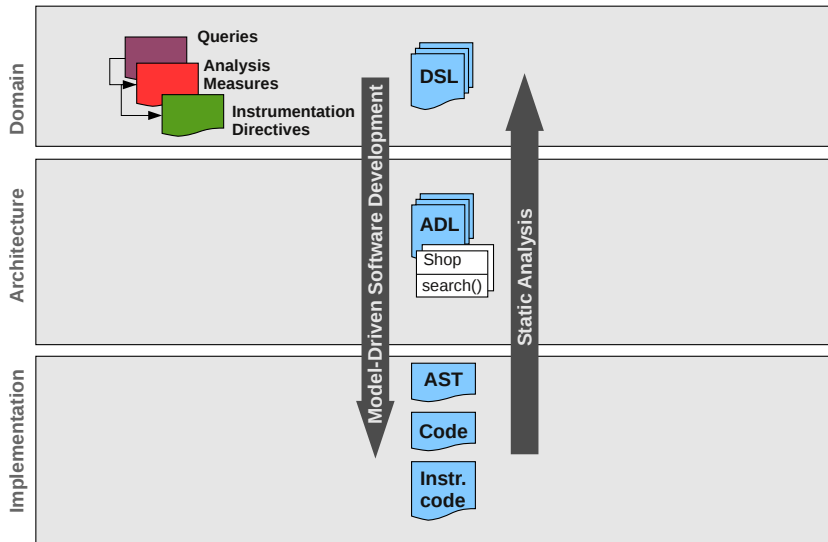 Domain
Queries
Analysis
Measures
Instrumentation
Directives
DSL
Model-Driven Software Development
Static Analysis
Architecture
ADL
Shop
search()
Implementation
AST
Code
Instr.
code